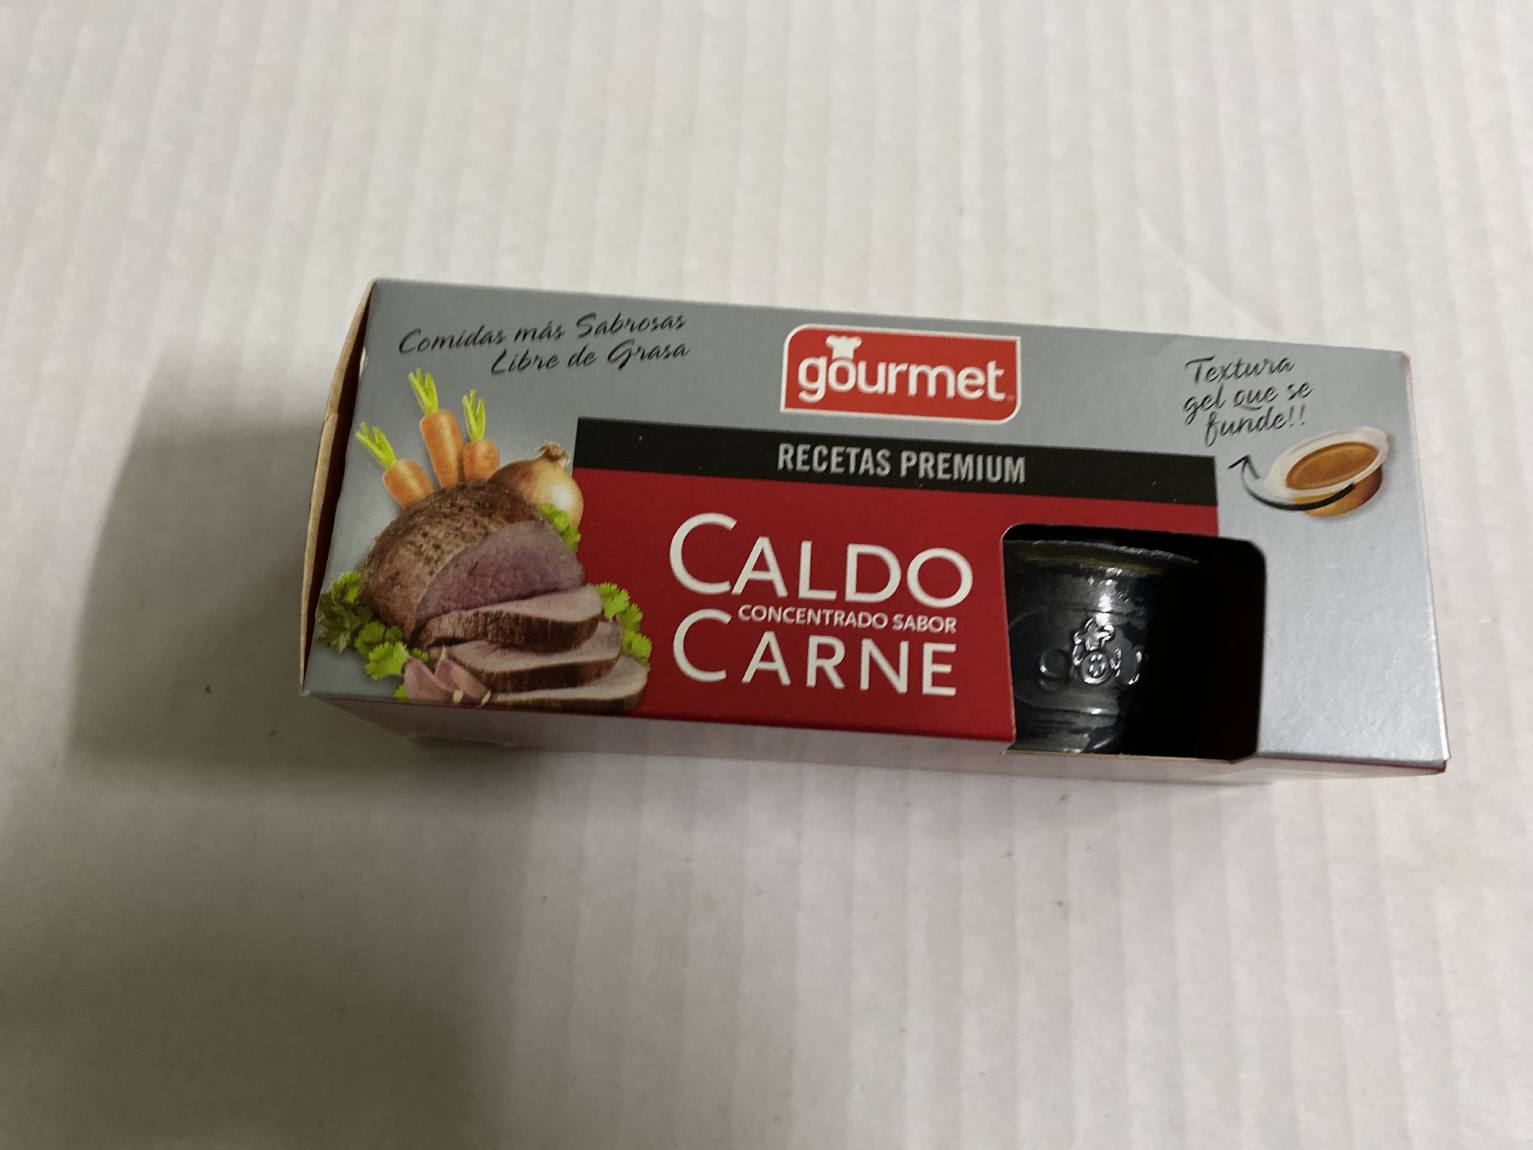 Comidas más Sabrosas
Libre de Grasa
gourmet
Textura
gel que se
funde!!
RECETAS PREMIUM
CALDO
CONCENTRADO SABOR
CARNE